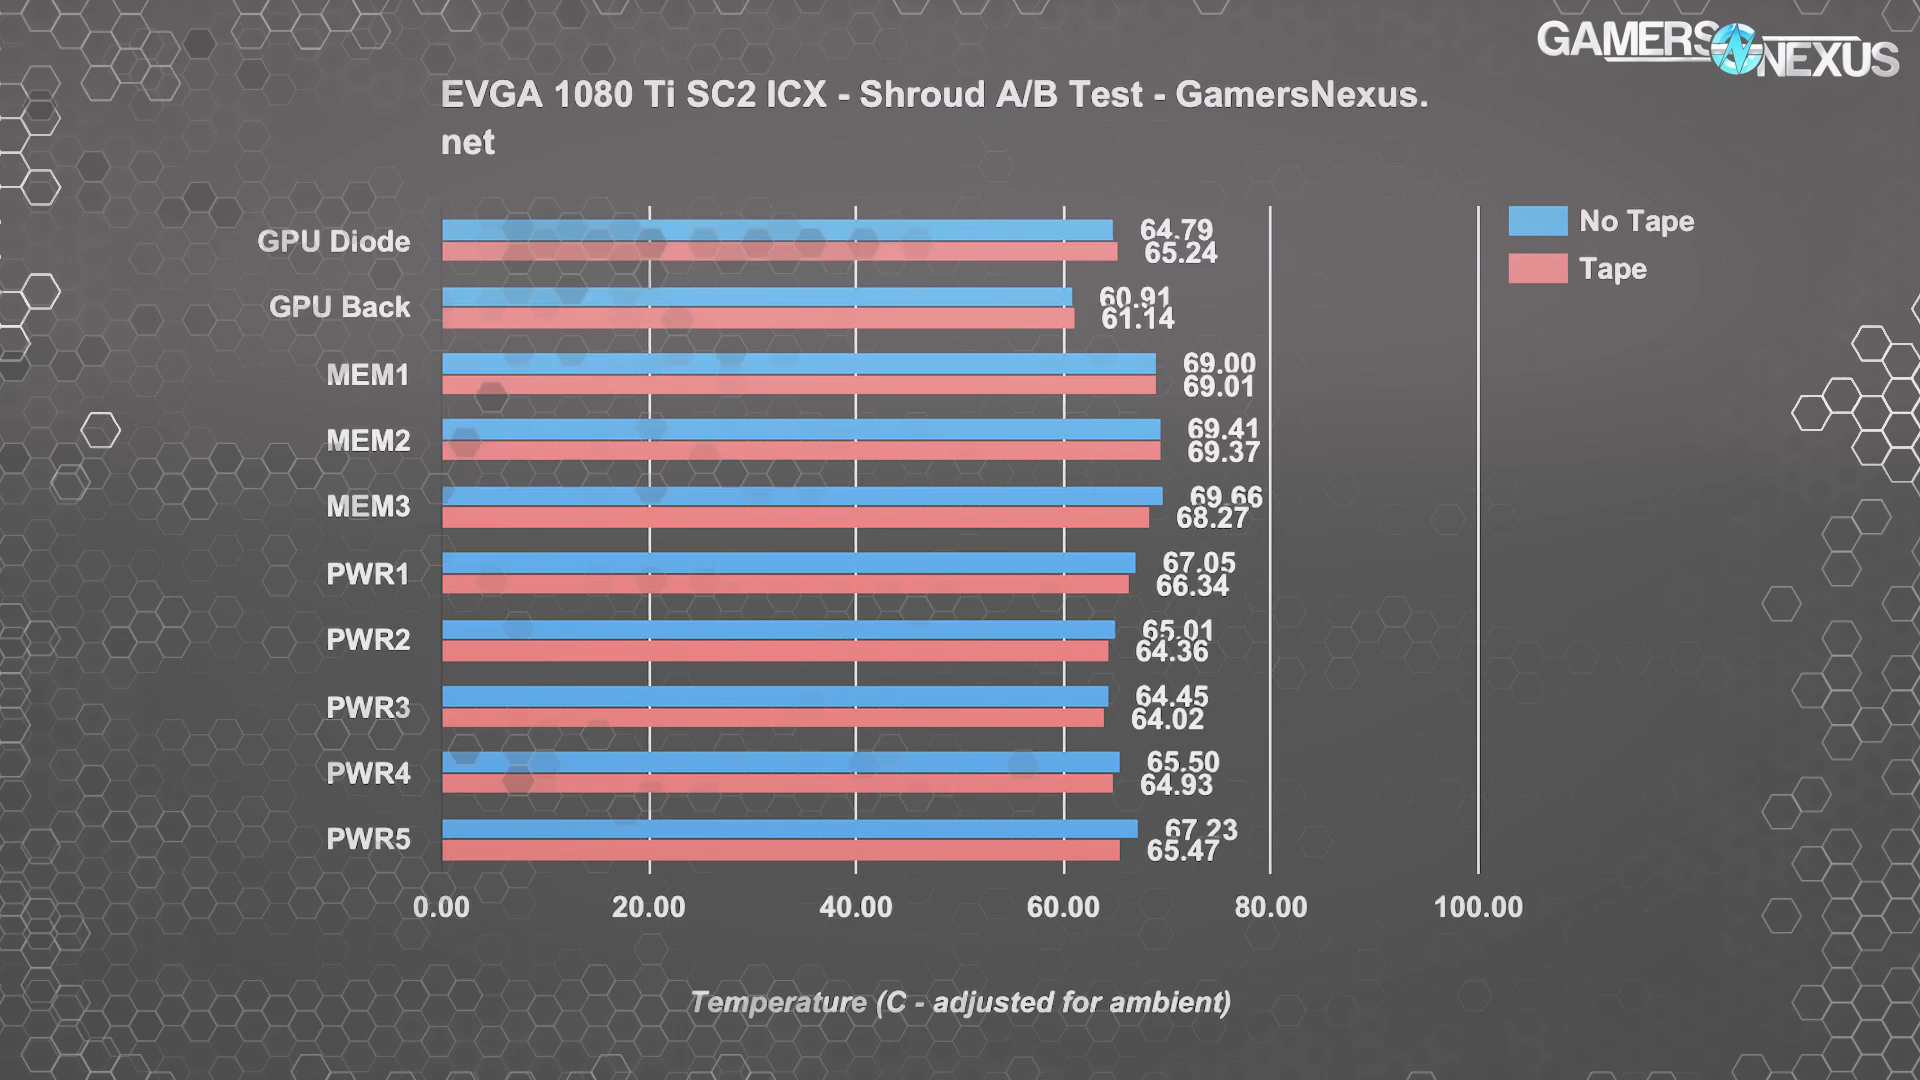 GAMERS NEXUS
EVGA 1080 Ti SC2 ICX - Shroud A/B Test - GamersNexus.
net
No Tape
Tape
GPU Diode
64.79
65.24
GPU Back
60.91
61.14
MEM1
69.00
69.01
MEM2
69.41
69.37
MEM3
69.66
68.27
PWR1
67.05
66.34
PWR2
65.01
64.36
PWR3
64.45
64.02
PWR4
65.50
64.93
PWR5
67.23
65.47
0.00 20.00 40.00 60.00 80.00 100.00
Temperature (C - adjusted for ambient)